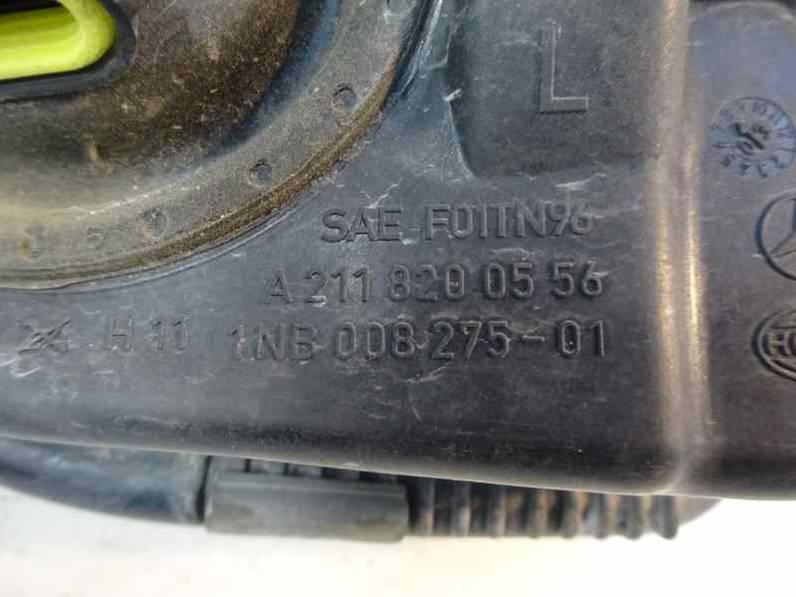 L
SAE F01TN96
A 211 820 05 56
H 11 1NB 008 275-01